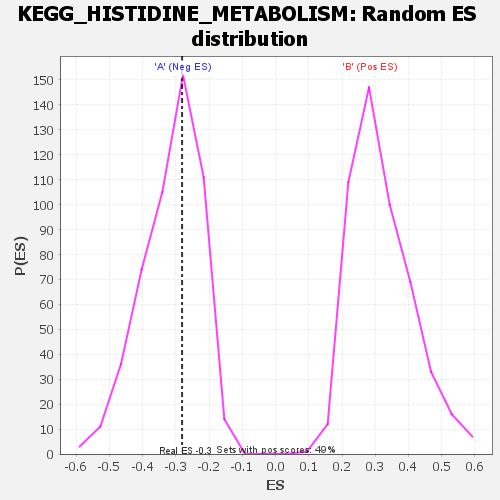 KEGG_HISTIDINE_METABOLISM: Random ES
distribution
'A' (Neg ES)
'B' (Pos ES)
150
140
130
120
110
100
90
80
70
60
50
40
30
20
10
0
P(ES)
Real ES -0.3
Sets with pos scores: 49%
-0.6 -0.5 -0.4 -0.3 -0.2 -0.1 0.0 0.1 0.2 0.3 0.4 0.5 0.6
ES